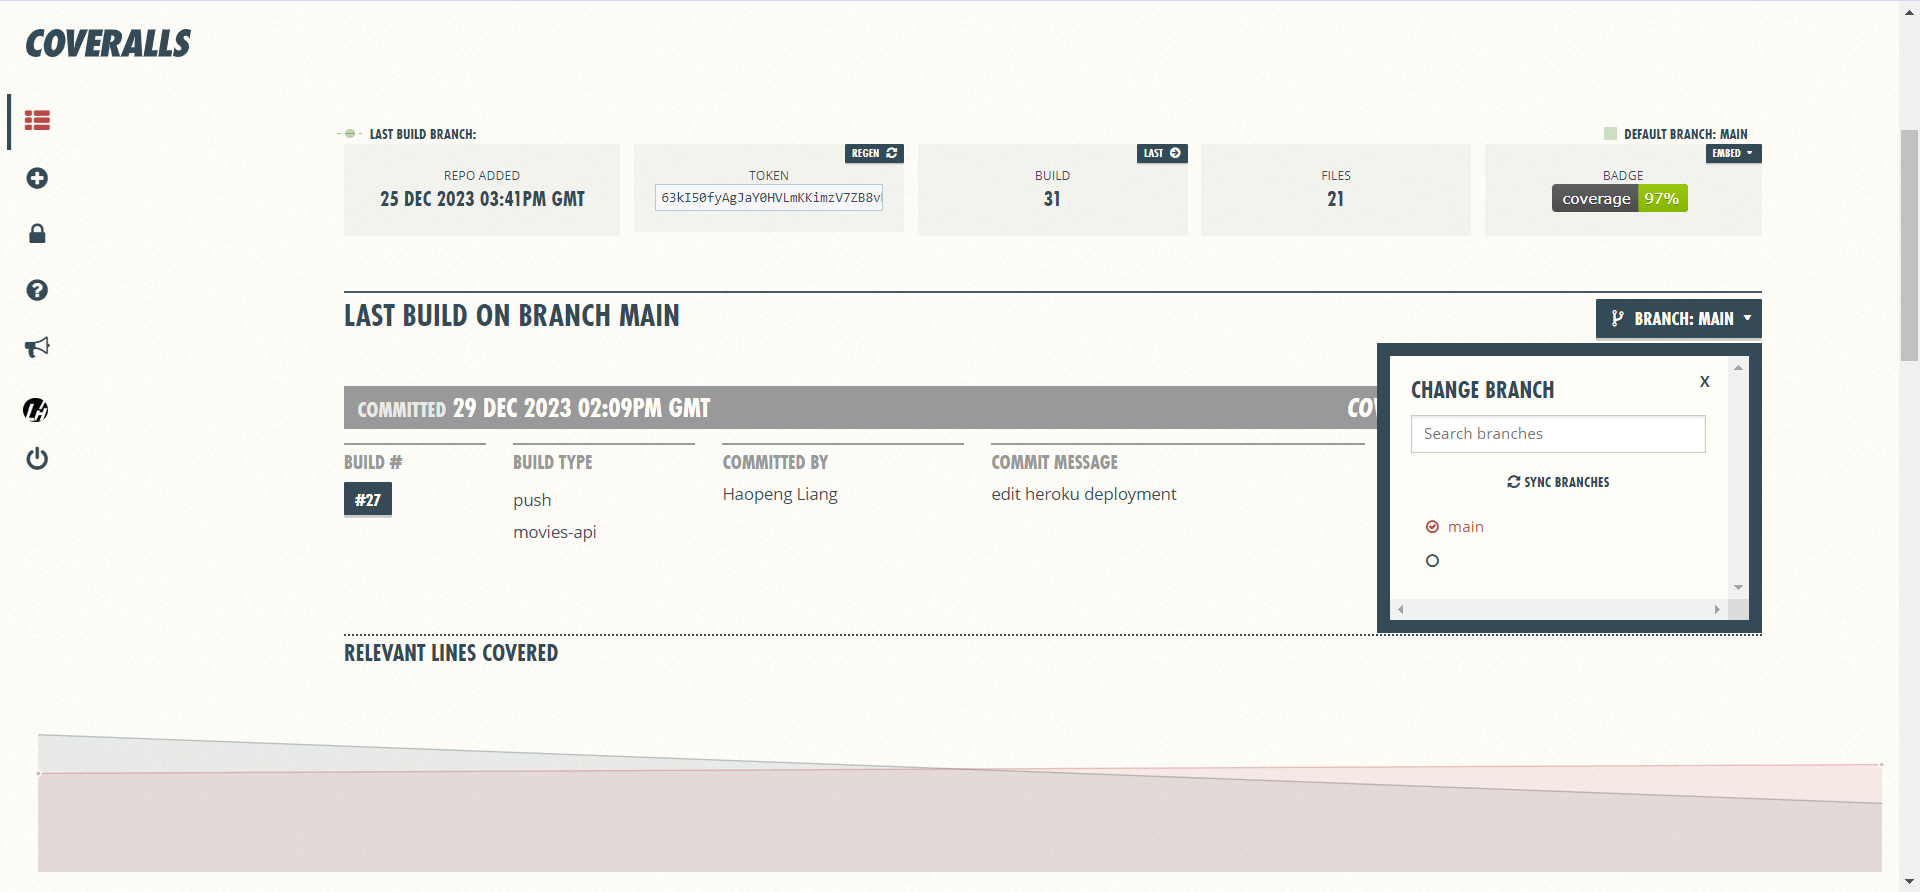 COVERALLS
LAST BUILD BRANCH:
DEFAULT BRANCH: MAIN
REPO ADDED
25 DEC 2023 03:41PM GMT
REGEN
TOKEN
63kI50fyAgJaY0HVLmKKimzV7ZB8v
LAST
BUILD
31
FILES
21
EMBED
BADGE
coverage 97%
LAST BUILD ON BRANCH MAIN
BRANCH: MAIN
COMMITTED 29 DEC 2023 02:09PM GMT
COV
BUILD #
#27
BUILD TYPE
push
movies-api
COMMITTED BY
Haopeng Liang
COMMIT MESSAGE
edit heroku deployment
CHANGE BRANCH
X
Search branches
SYNC BRANCHES
main
RELEVANT LINES COVERED